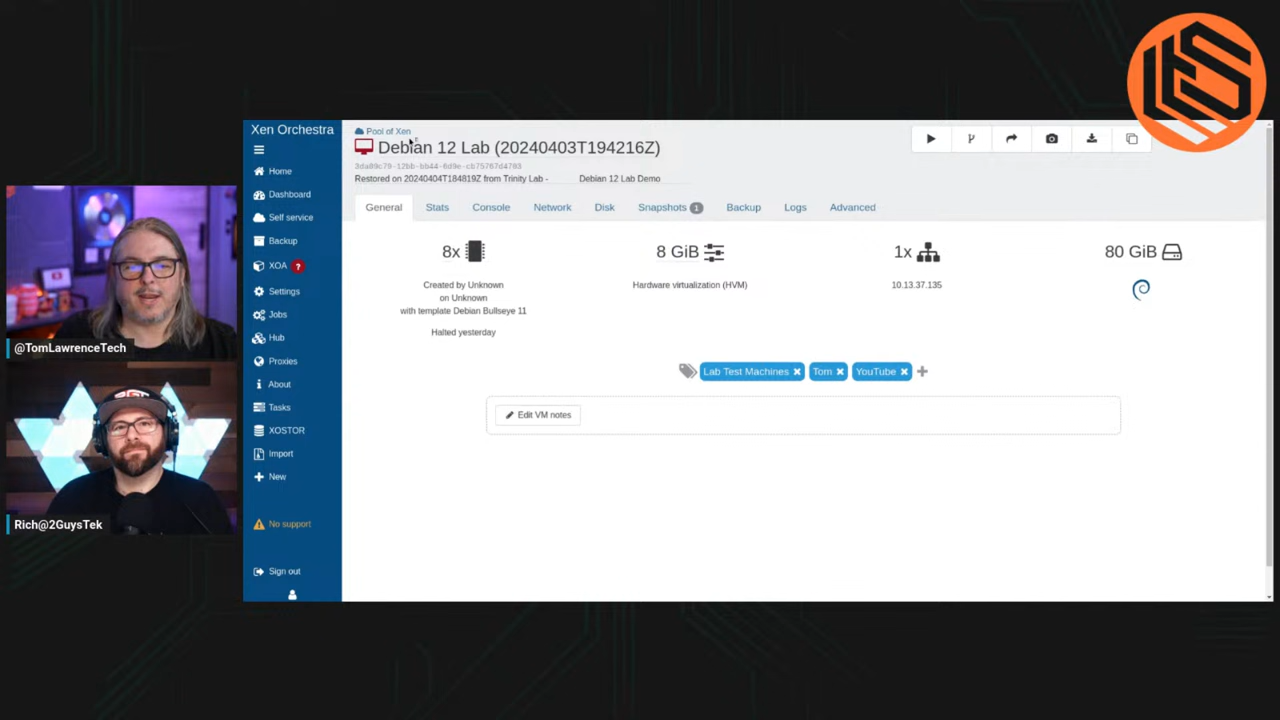 Xen Orchestra
Home
Dashboard
Self service
Backup
XOA ?
Settings
Jobs
Hub
Proxies
About
Tasks
XOSTOR
Import
New
No support
Sign out
Pool of Xen
Debian 12 Lab (20240403T194216Z)
Restored on 20240404T184819Z from Trinity Lab - Debian 12 Lab Demo
General Stats Console Network Disk Snapshots 1 Backup Logs Advanced
8x 8 GiB 1x 80 GiB
Created by Unknown
on Unknown
with template Debian Bullseye 11
Halted yesterday
Hardware virtualization (HVM)
10.13.37.135
Lab Test Machines Tom YouTube
Edit VM notes
@TomLawrenceTech
Rich@2GuysTek